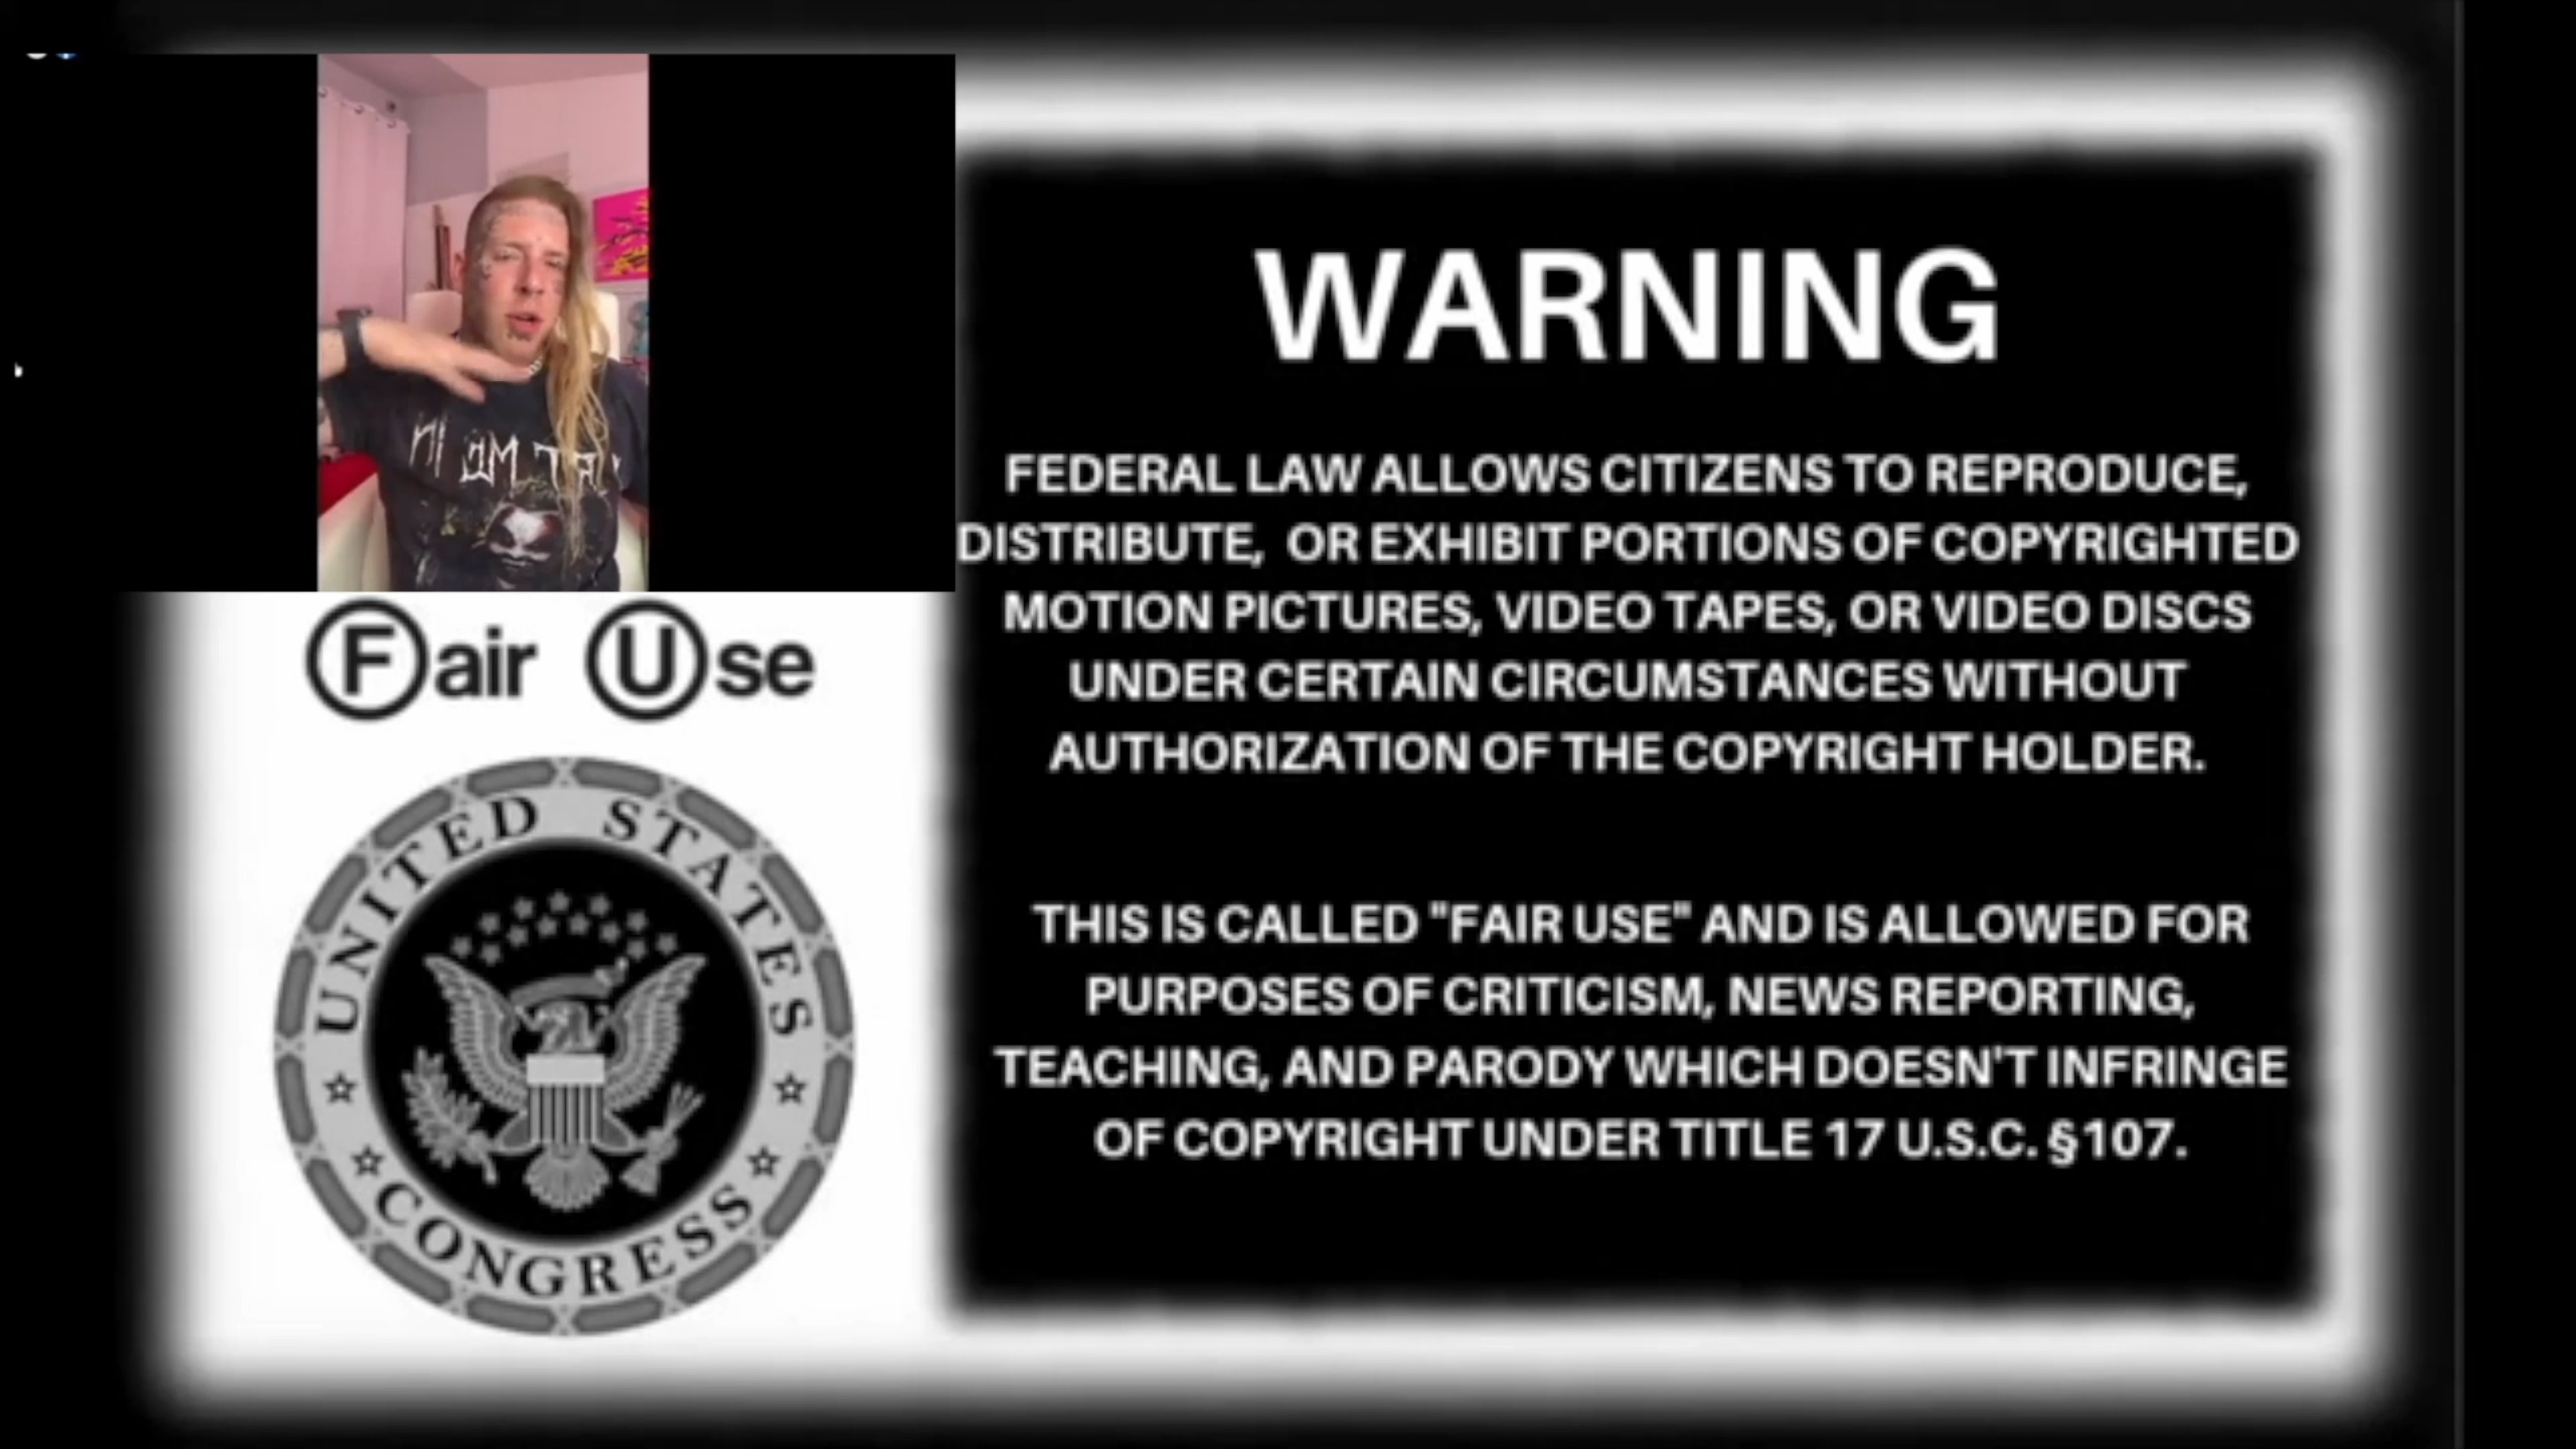 WARNING
FEDERAL LAW ALLOWS CITIZENS TO REPRODUCE,
DISTRIBUTE, OR EXHIBIT PORTIONS OF COPYRIGHTED
MOTION PICTURES, VIDEO TAPES, OR VIDEO DISCS
UNDER CERTAIN CIRCUMSTANCES WITHOUT
AUTHORIZATION OF THE COPYRIGHT HOLDER.
THIS IS CALLED "FAIR USE" AND IS ALLOWED FOR
PURPOSES OF CRITICISM, NEWS REPORTING,
TEACHING, AND PARODY WHICH DOESN'T INFRINGE
OF COPYRIGHT UNDER TITLE 17 U.S.C. §107.
Fair Use
UNITED STATES
CONGRESS